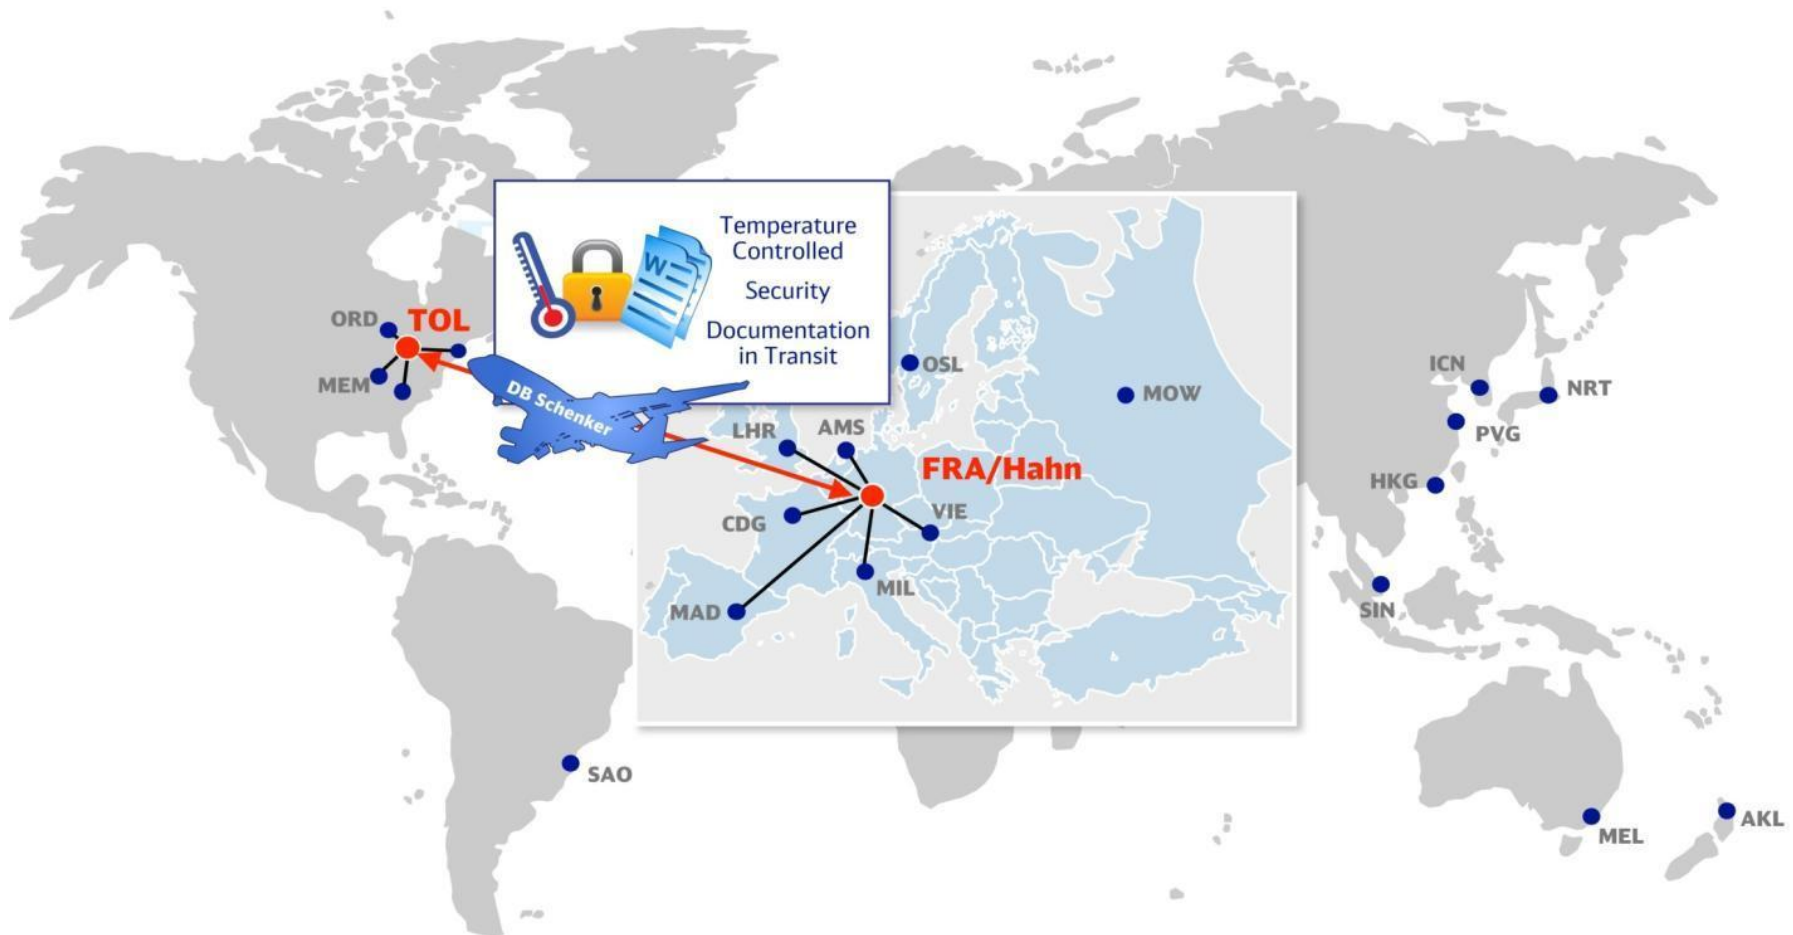 Temperature
Controlled
Security
Documentation
in Transit
W
ORD
TOL
MEM
DB Schenker
OSL
MOW
LHR
AMS
FRA/Hahn
CDG
VIE
MIL
MAD
ICN
NRT
PVG
HKG
SIN
SAO
MEL
AKL